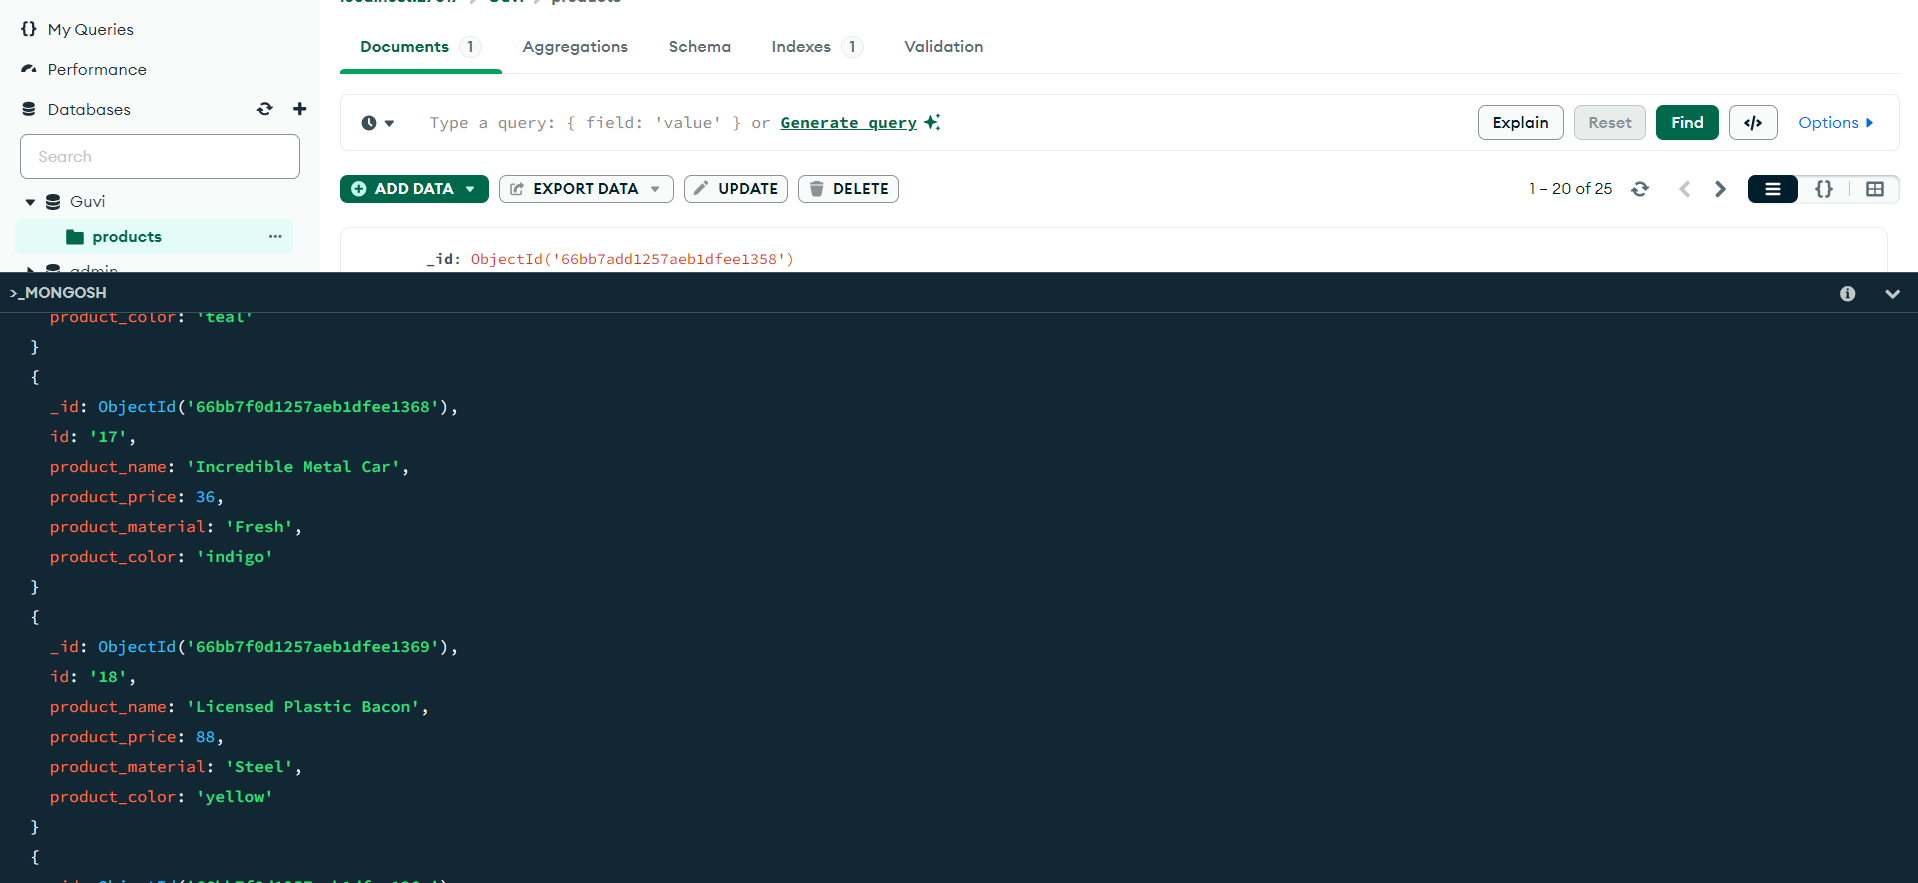 My Queries
Performance
Databases
Search
Guvi
products
Documents 1 Aggregations Schema Indexes 1 Validation
Type a query: { field: 'value' } or Generate query
Explain Reset Find </> Options
ADD DATA EXPORT DATA UPDATE DELETE 1 – 20 of 25 {}
_id: ObjectId('66bb7add1257aeb1dfee1358')
>_MONGOSH
product_color: 'teal'
}
{
_id: ObjectId('66bb7f0d1257aeb1dfee1368'),
id: '17',
product_name: 'Incredible Metal Car',
product_price: 36,
product_material: 'Fresh',
product_color: 'indigo'
}
{
_id: ObjectId('66bb7f0d1257aeb1dfee1369'),
id: '18',
product_name: 'Licensed Plastic Bacon',
product_price: 88,
product_material: 'Steel',
product_color: 'yellow'
}
{